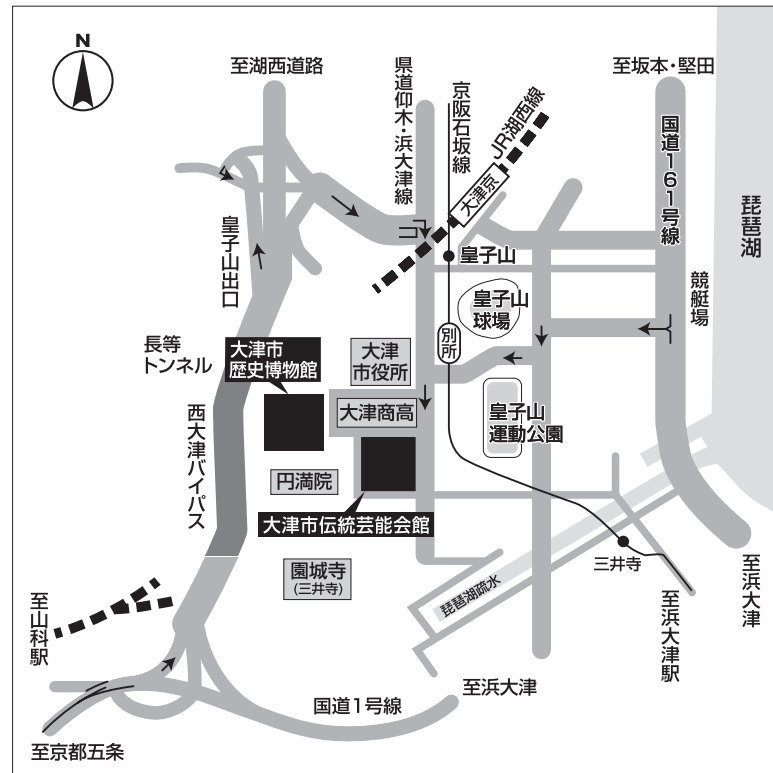 N
至湖西道路
県道仰木・浜大津線
京阪石坂線
JR湖西線
大津京
至坂本・堅田
国道161号線
琵琶湖
競艇場
皇子山出口
皇子山
皇子山
球場
別所
長等
トンネル
大津市
歴史博物館
大津
市役所
大津商高
皇子山
運動公園
西大津バイパス
円満院
大津市伝統芸能会館
園城寺
(三井寺)
琵琶湖疏水
三井寺
至浜大津
至浜大津駅
至山科駅
至浜大津
国道1号線
至京都五条